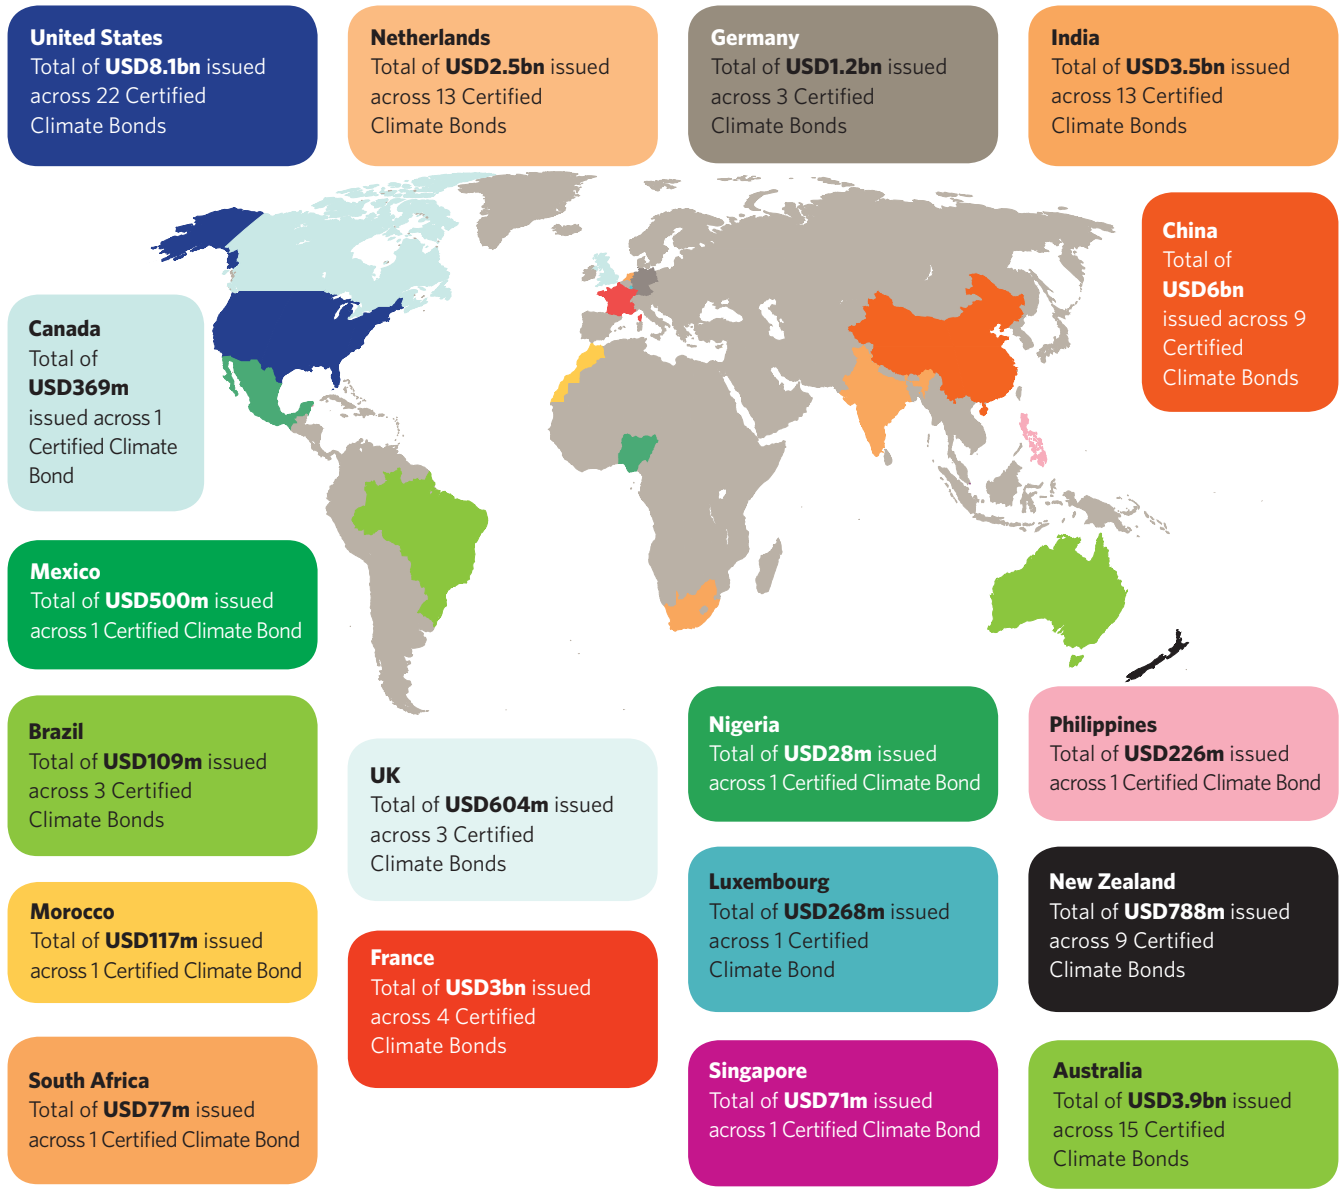 United States
Total of USD8.1bn issued
across 22 Certified
Climate Bonds
Netherlands
Total of USD2.5bn issued
across 13 Certified
Climate Bonds
Germany
Total of USD1.2bn issued
across 3 Certified
Climate Bonds
India
Total of USD3.5bn issued
across 13 Certified
Climate Bonds
China
Total of
USD6bn
issued across 9
Certified
Climate Bonds
Canada
Total of
USD369m
issued across 1
Certified Climate
Bond
Mexico
Total of USD500m issued
across 1 Certified Climate Bond
Brazil
Total of USD109m issued
across 3 Certified
Climate Bonds
UK
Total of USD604m issued
across 3 Certified
Climate Bonds
Nigeria
Total of USD28m issued
across 1 Certified Climate Bond
Philippines
Total of USD226m issued
across 1 Certified Climate Bond
Morocco
Total of USD117m issued
across 1 Certified Climate Bond
France
Total of USD3bn issued
across 4 Certified
Climate Bonds
Luxembourg
Total of USD268m issued
across 1 Certified
Climate Bond
New Zealand
Total of USD788m issued
across 9 Certified
Climate Bonds
South Africa
Total of USD77m issued
across 1 Certified Climate Bond
Singapore
Total of USD71m issued
across 1 Certified Climate Bond
Australia
Total of USD3.9bn issued
across 15 Certified
Climate Bonds